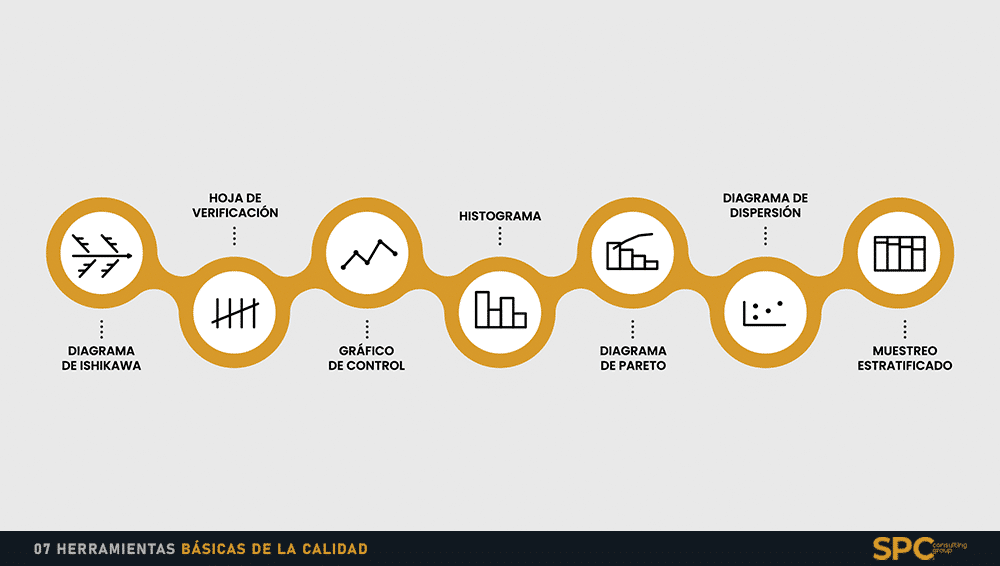 DIAGRAMA
DE ISHIKAWA
HOJA DE
VERIFICACIÓN
GRÁFICO
DE CONTROL
HISTOGRAMA
DIAGRAMA
DE PARETO
DIAGRAMA DE
DISPERSIÓN
MUESTREO
ESTRATIFICADO
07 HERRAMIENTAS BÁSICAS DE LA CALIDAD
SPC consulting
group